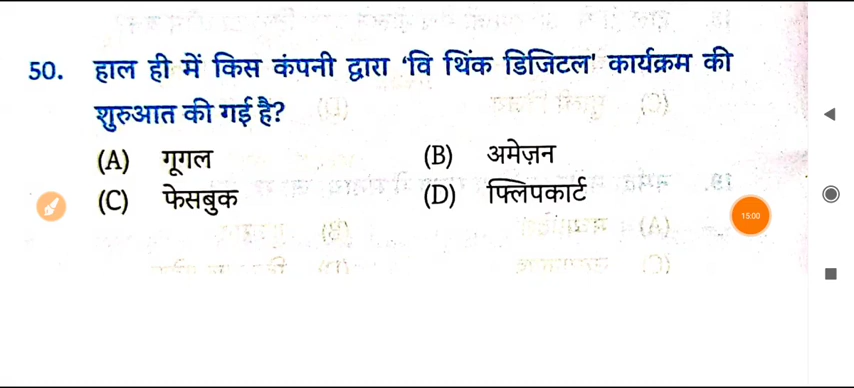 50. हाल ही में किस कंपनी द्वारा 'वि थिंक डिजिटल' कार्यक्रम की
शुरुआत की गई है?
(A) गूगल (B) अमेज़न
(C) फेसबुक (D) फ्लिपकार्ट
15:00